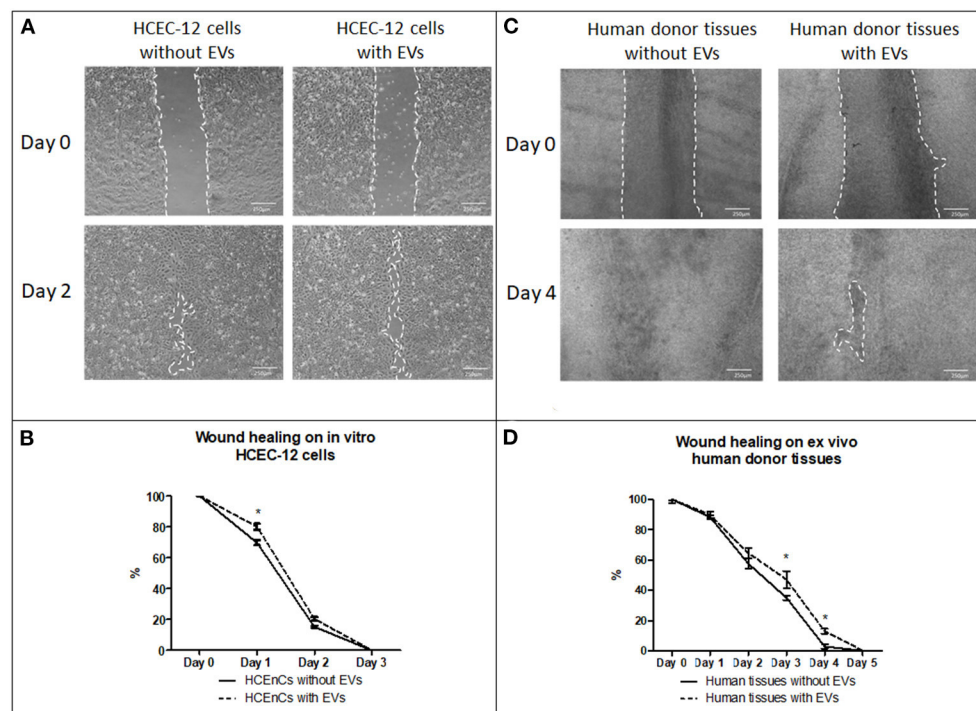 A
HCEC-12 cells
without EVs
HCEC-12 cells
with EVs
Day 0
250µm
250µm
Day 2
250µm
250µm
C
Human donor tissues
without EVs
Human donor tissues
with EVs
Day 0
250µm
250µm
Day 4
250µm
250µm
B
Wound healing on in vitro
HCEC-12 cells
100
80
60
40
20
0
%
*
Day 0 Day 1 Day 2 Day 3
HCEnCs without EVs
HCEnCs with EVs
D
Wound healing on ex vivo
human donor tissues
100
80
60
40
20
0
%
*
*
Day 0 Day 1 Day 2 Day 3 Day 4 Day 5
Human tissues without EVs
Human tissues with EVs